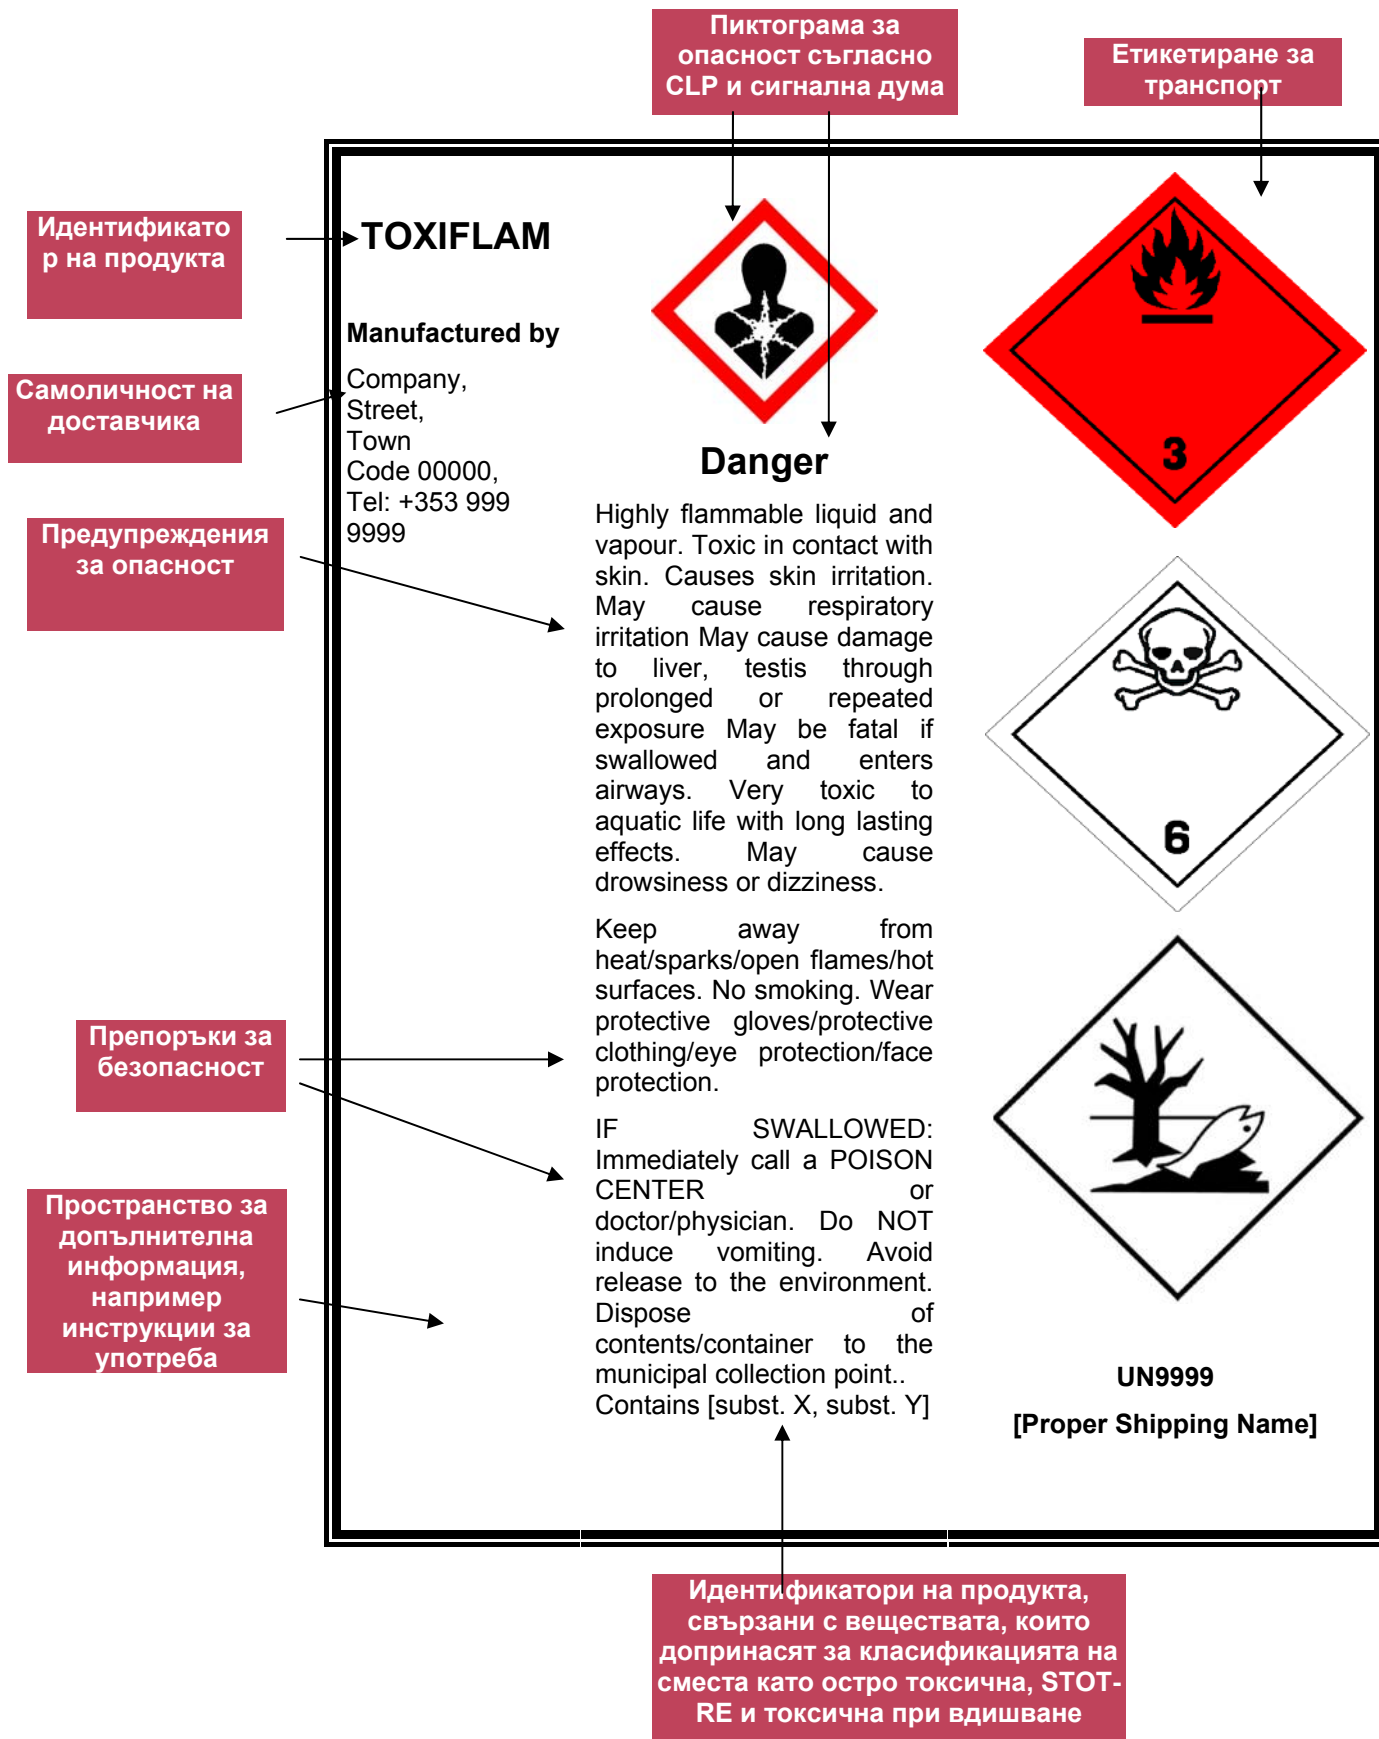 Пиктограма за
опасност съгласно
CLP и сигнална дума
Етикетиране за
транспорт
Идентификато
р на продукта
TOXIFLAM
Manufactured by
Самоличност на
доставчика
Company,
Street,
Town
Code 00000,
Tel: +353 999
9999
3
Danger
Предупреждения
за опасност
Highly flammable liquid and
vapour. Toxic in contact with
skin. Causes skin irritation.
May cause respiratory
irritation May cause damage
to liver, testis through
prolonged or repeated
exposure May be fatal if
swallowed and enters
airways. Very toxic to
aquatic life with long lasting
effects. May cause
drowsiness or dizziness.
6
Препоръки за
безопасност
Keep away from
heat/sparks/open flames/hot
surfaces. No smoking. Wear
protective gloves/protective
clothing/eye protection/face
protection.
IF SWALLOWED:
Immediately call a POISON
CENTER or
doctor/physician. Do NOT
induce vomiting. Avoid
release to the environment.
Dispose of
contents/container to the
municipal collection point..
Contains [subst. X, subst. Y]
Пространство за
допълнителна
информация,
например
инструкции за
употреба
UN9999
[Proper Shipping Name]
Идентификатори на продукта,
свързани с веществата, които
допринасят за класификацията на
сместа като остро токсична, STOT-
RE и токсична при вдишване